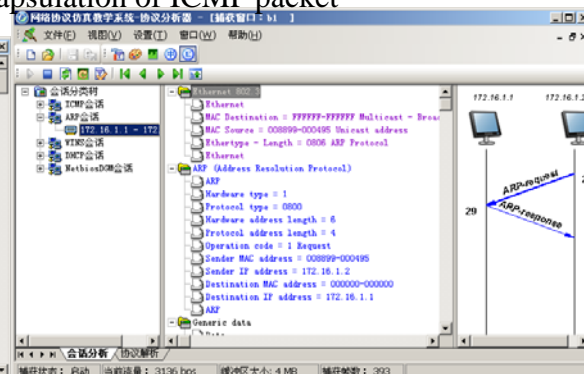 psulation of ICMP packet
网络协议仿真教学系统-协议分析器 - [捕获窗口：b1 ]
文件(F) 视图(V) 设置(T) 窗口(W) 帮助(H)
会话分类树
ICMP会话
ARP会话
172.16.1.1 - 172
WINS会话
DHCP会话
NetbiosDGM会话
Ethernet 802.3
Ethernet
MAC Destination = FFFFFF-FFFFFF Multicast - Broa
MAC Source = 008899-000495 Unicast address
Ethertype - Length = 0806 ARP Protocol
Ethernet
ARP (Address Resolution Protocol)
ARP
Hardware type = 1
Protocol type = 0800
Hardware address length = 6
Protocol address length = 4
Operation code = 1 Request
Sender MAC address = 008899-000495
Sender IP address = 172.16.1.2
Destination MAC address = 000000-000000
Destination IP address = 172.16.1.1
ARP
Generic data
172.16.1.1 172.16.1.2
ARP-request
29
ARP-response
会话分析 协议解析
捕获状态： 启动 当前流量： 3136 bps 缓冲区大小: 4 MB 捕获帧数： 393